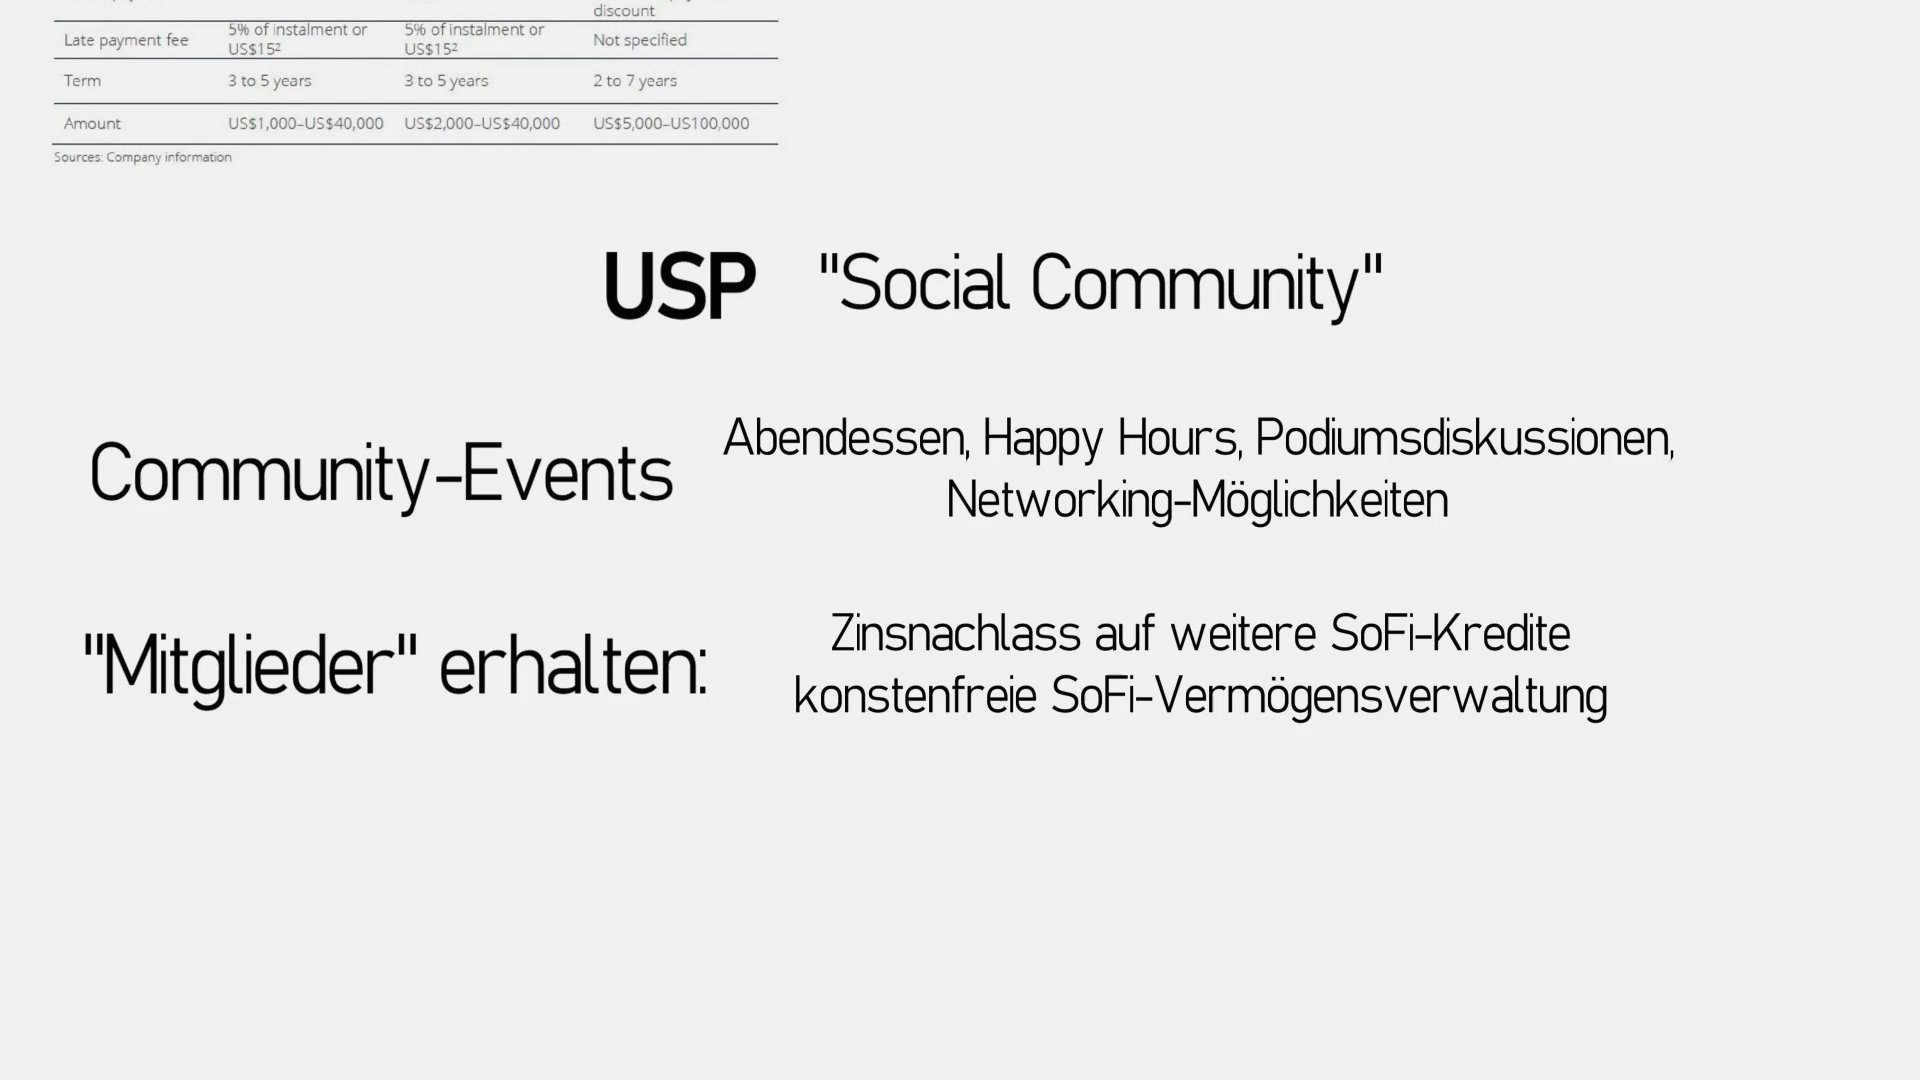 discount
Late payment fee 5% of instalment or US$15² 5% of instalment or US$15² Not specified
Term 3 to 5 years 3 to 5 years 2 to 7 years
Amount US$1,000–US$40,000 US$2,000–US$40,000 US$5,000–US100,000
Sources: Company information
USP "Social Community"
Community-Events
Abendessen, Happy Hours, Podiumsdiskussionen,
Networking-Möglichkeiten
"Mitglieder" erhalten:
Zinsnachlass auf weitere SoFi-Kredite
konstenfreie SoFi-Vermögensverwaltung